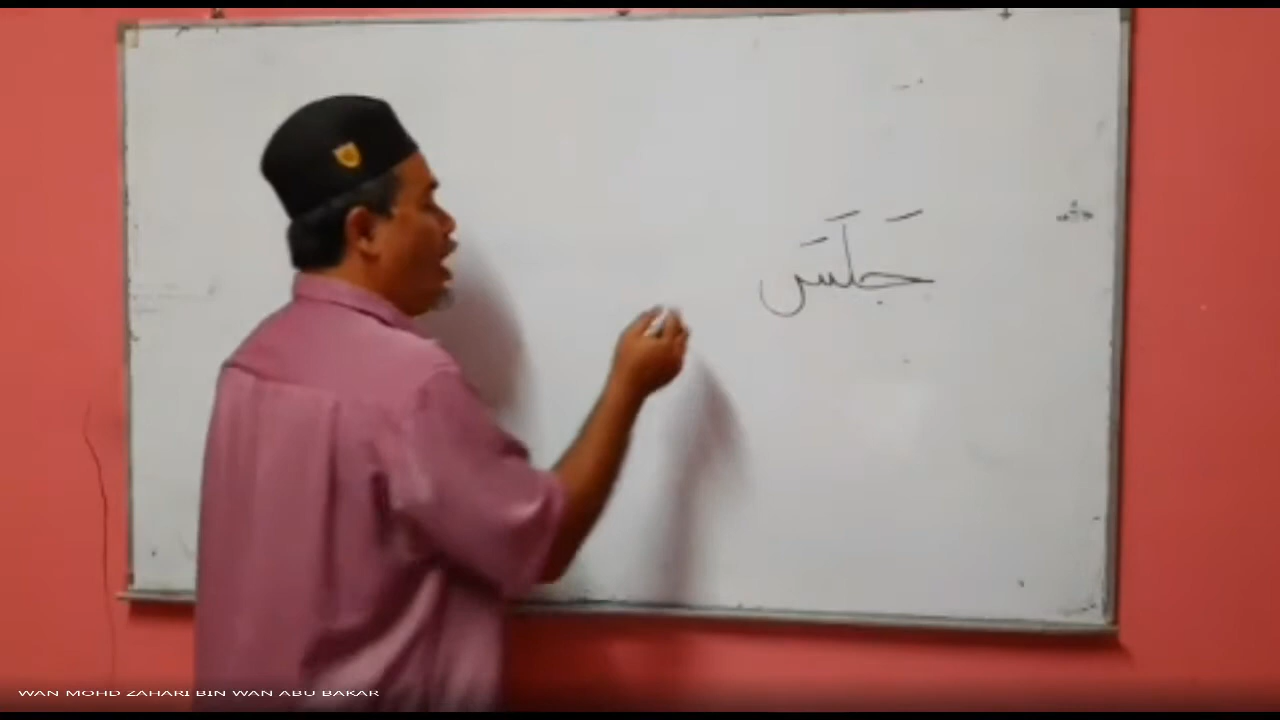 جَلَسَ
WAN MOHD ZAHARI BIN WAN ABU BAKAR